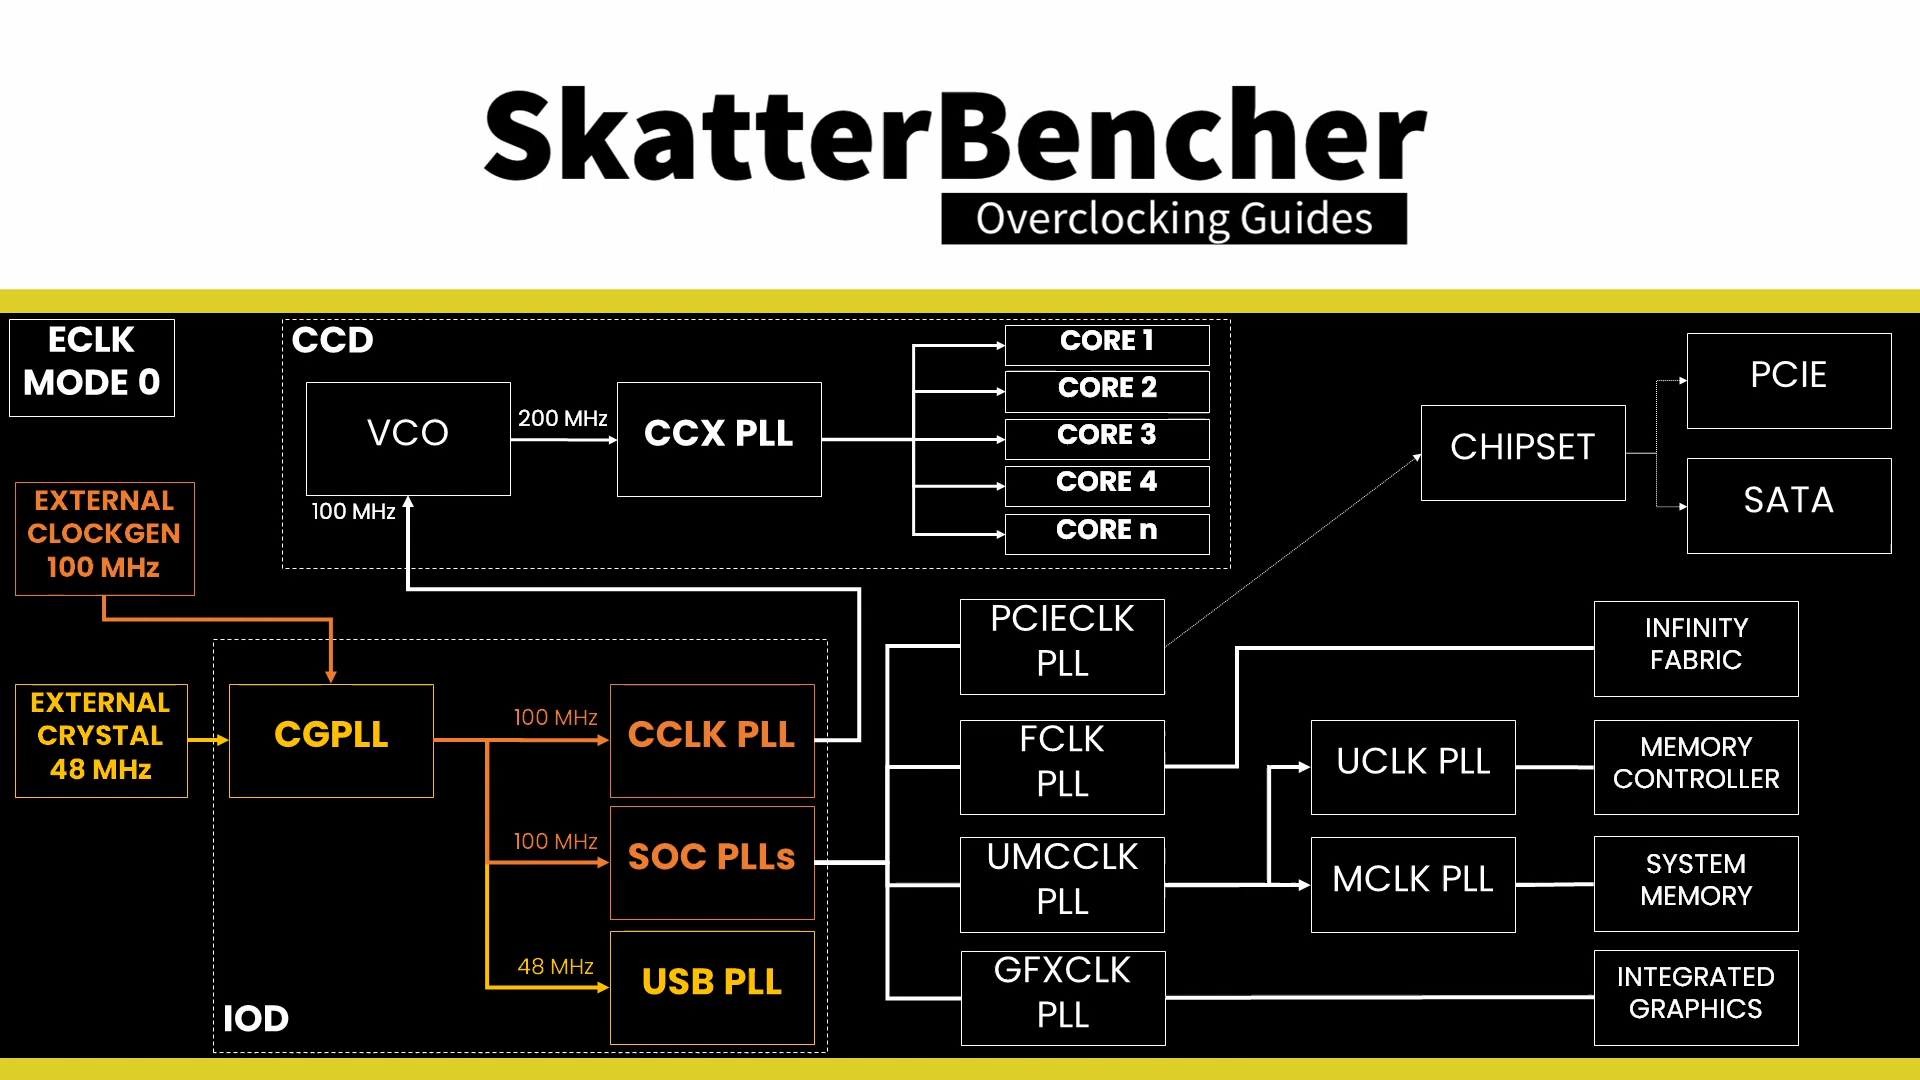 SkatterBencher
Overclocking Guides
ECLK
MODE 0
CCD
VCO
200 MHz
CCX PLL
100 MHz
CORE 1
CORE 2
CORE 3
CORE 4
CORE n
CHIPSET
PCIE
SATA
EXTERNAL
CLOCKGEN
100 MHz
EXTERNAL
CRYSTAL
48 MHz
CGPLL
100 MHz
CCLK PLL
100 MHz
SOC PLLs
48 MHz
USB PLL
IOD
PCIECLK
PLL
FCLK
PLL
UMCCLK
PLL
GFXCLK
PLL
UCLK PLL
MCLK PLL
INFINITY
FABRIC
MEMORY
CONTROLLER
SYSTEM
MEMORY
INTEGRATED
GRAPHICS